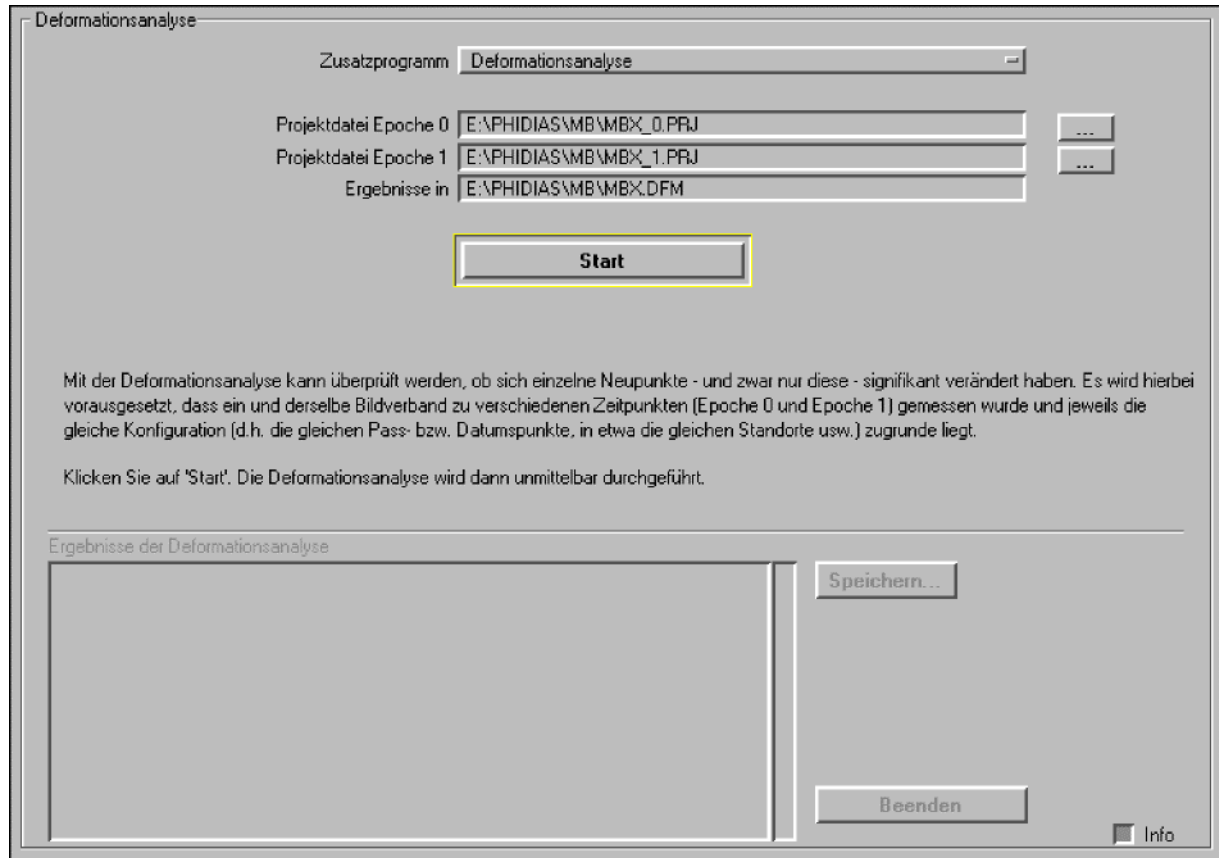 Deformationsanalyse
Zusatzprogramm Deformationsanalyse
Projektdatei Epoche 0 E:\PHIDIAS\MB\MBX_0.PRJ ...
Projektdatei Epoche 1 E:\PHIDIAS\MB\MBX_1.PRJ ...
Ergebnisse in E:\PHIDIAS\MB\MBX.DFM
Start
Mit der Deformationsanalyse kann überprüft werden, ob sich einzelne Neupunkte - und zwar nur diese - signifikant verändert haben. Es wird hierbei
vorausgesetzt, dass ein und derselbe Bildverband zu verschiedenen Zeitpunkten (Epoche 0 und Epoche 1) gemessen wurde und jeweils die
gleiche Konfiguration (d.h. die gleichen Pass- bzw. Datumspunkte, in etwa die gleichen Standorte usw.) zugrunde liegt.
Klicken Sie auf 'Start'. Die Deformationsanalyse wird dann unmittelbar durchgeführt.
Ergebnisse der Deformationsanalyse
Speichern...
Beenden
Info